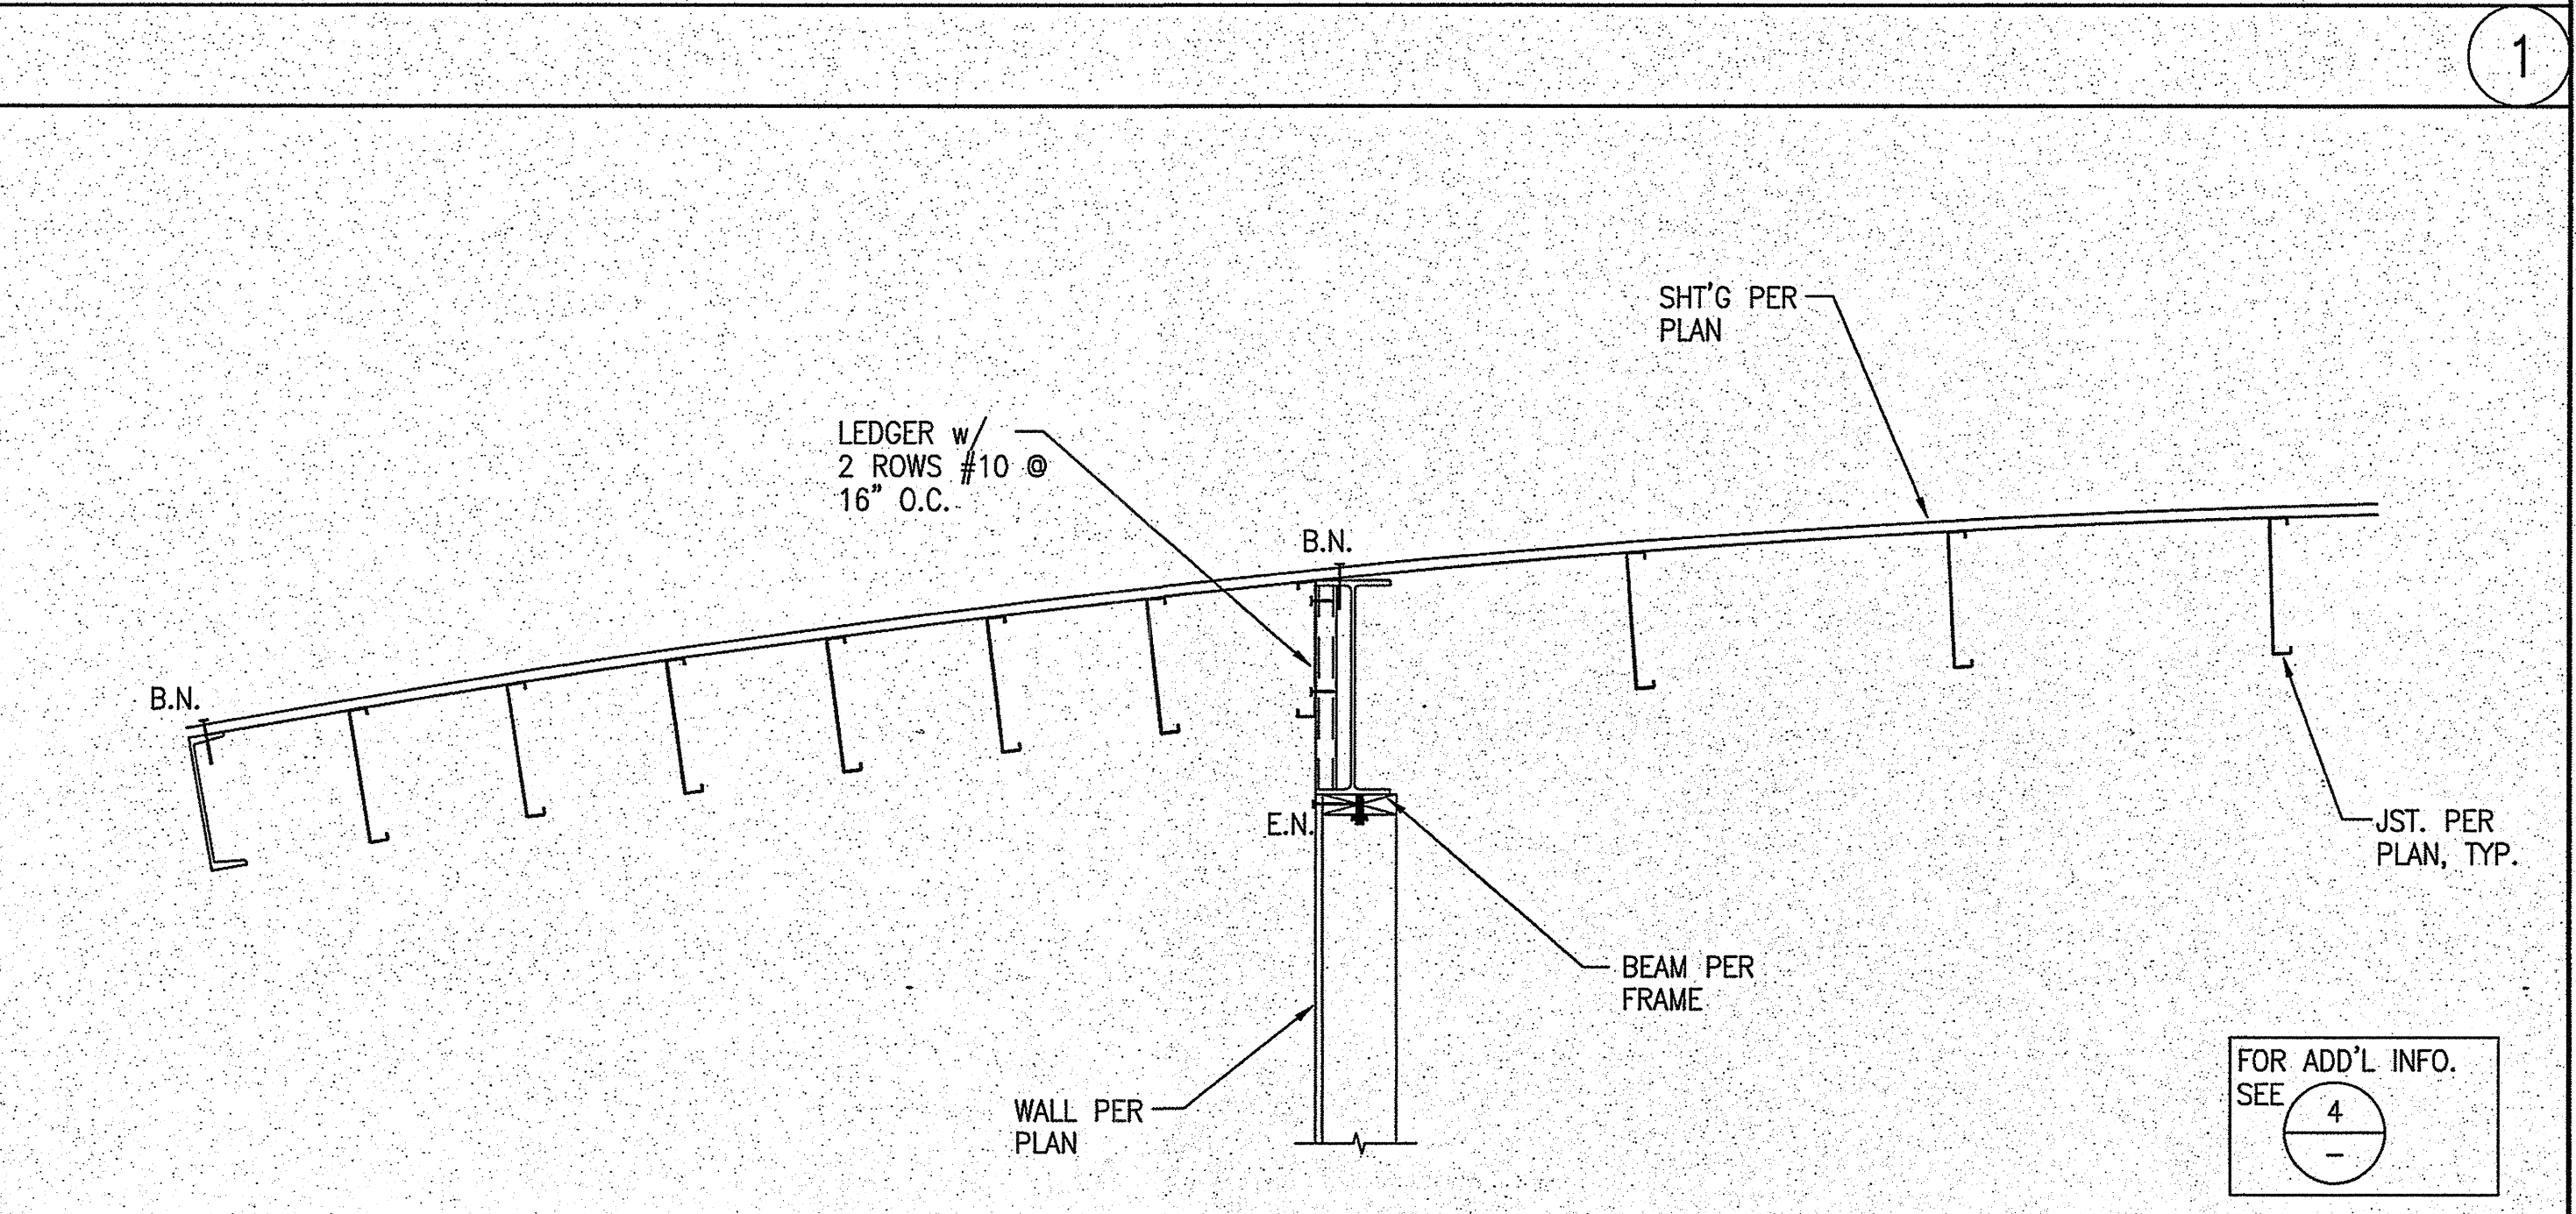 1
SHT'G PER
PLAN
LEDGER w/
2 ROWS #10 @
16" O.C.
B.N.
B.N.
E.N.
JST. PER
PLAN, TYP.
BEAM PER
FRAME
WALL PER
PLAN
FOR ADD'L INFO.
SEE
4
-